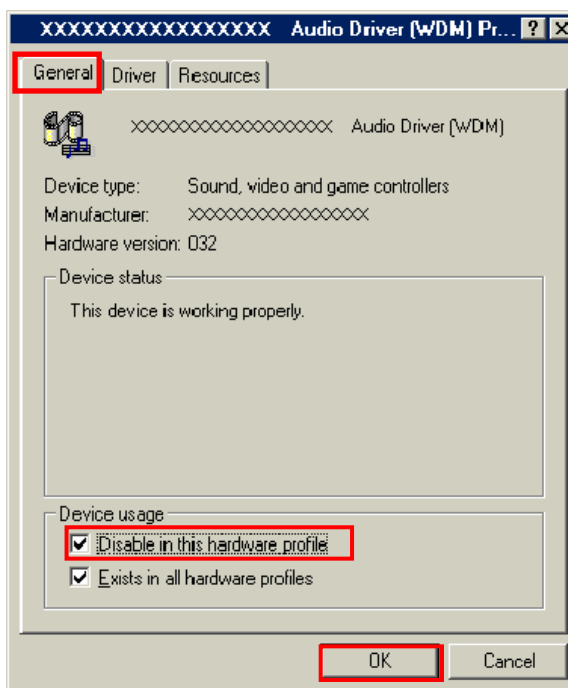 XXXXXXXXXXXXXXXXX Audio Driver (WDM) Pr... ? X
General Driver Resources
XXXXXXXXXXXXXXXXXXXX Audio Driver (WDM)
Device type: Sound, video and game controllers
Manufacturer: XXXXXXXXXXXXXXXXXX
Hardware version: 032
Device status
This device is working properly.
Device usage
Disable in this hardware profile
Exists in all hardware profiles
OK Cancel